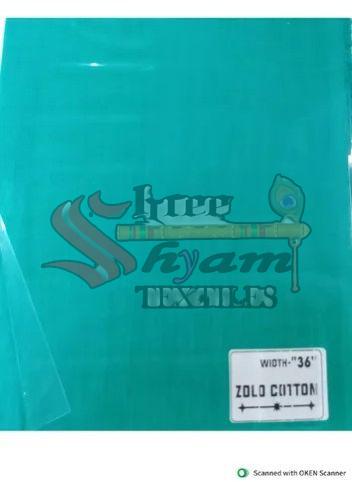 Shree
Shyam
TEXTILES
WIDTH-"36"
ZOLO COTTON
Scanned with OKEN Scanner